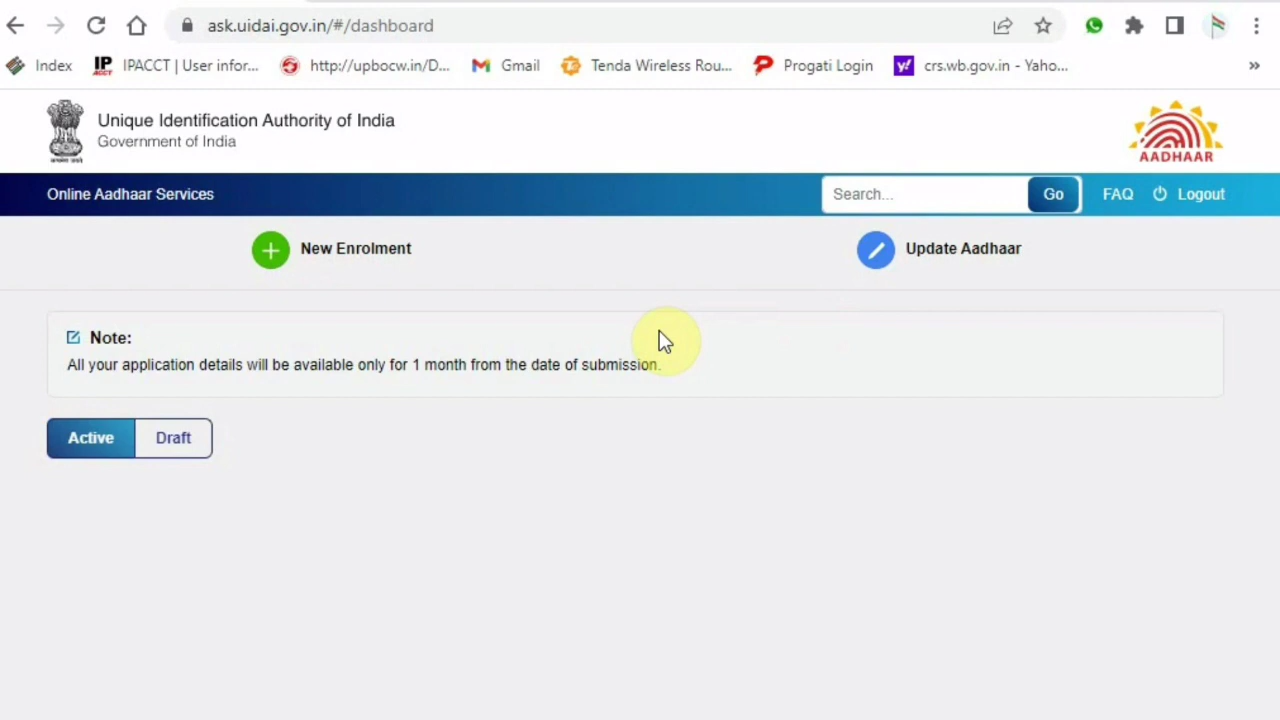 ask.uidai.gov.in/#/dashboard
Index IPACCT | User infor... http://upbocw.in/D... Gmail Tenda Wireless Rou... Progati Login crs.wb.gov.in - Yaho... »
Unique Identification Authority of India
Government of India
AADHAAR
Online Aadhaar Services Search... Go FAQ Logout
New Enrolment Update Aadhaar
Note:
All your application details will be available only for 1 month from the date of submission.
Active Draft